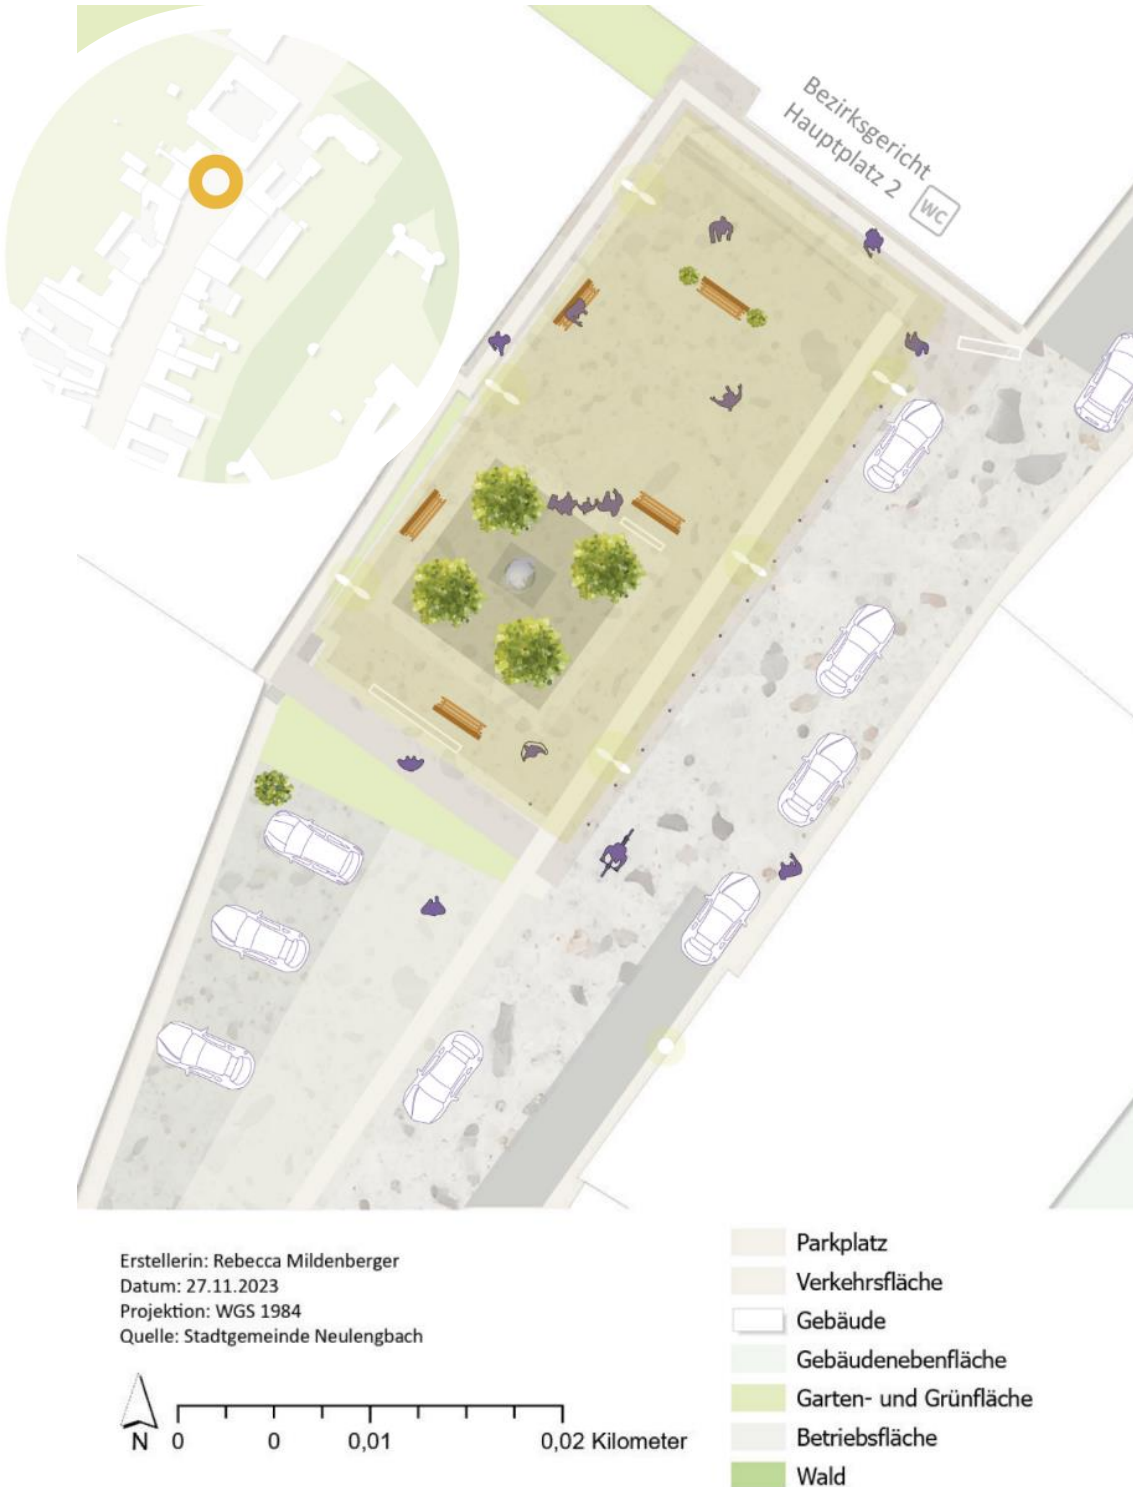 Bezirksgericht
Hauptplatz 2
WC
Erstellerin: Rebecca Mildenberger
Datum: 27.11.2023
Projektion: WGS 1984
Quelle: Stadtgemeinde Neulengbach
N
0 0 0,01 0,02 Kilometer
Parkplatz
Verkehrsfläche
Gebäude
Gebäudenebenfläche
Garten- und Grünfläche
Betriebsfläche
Wald